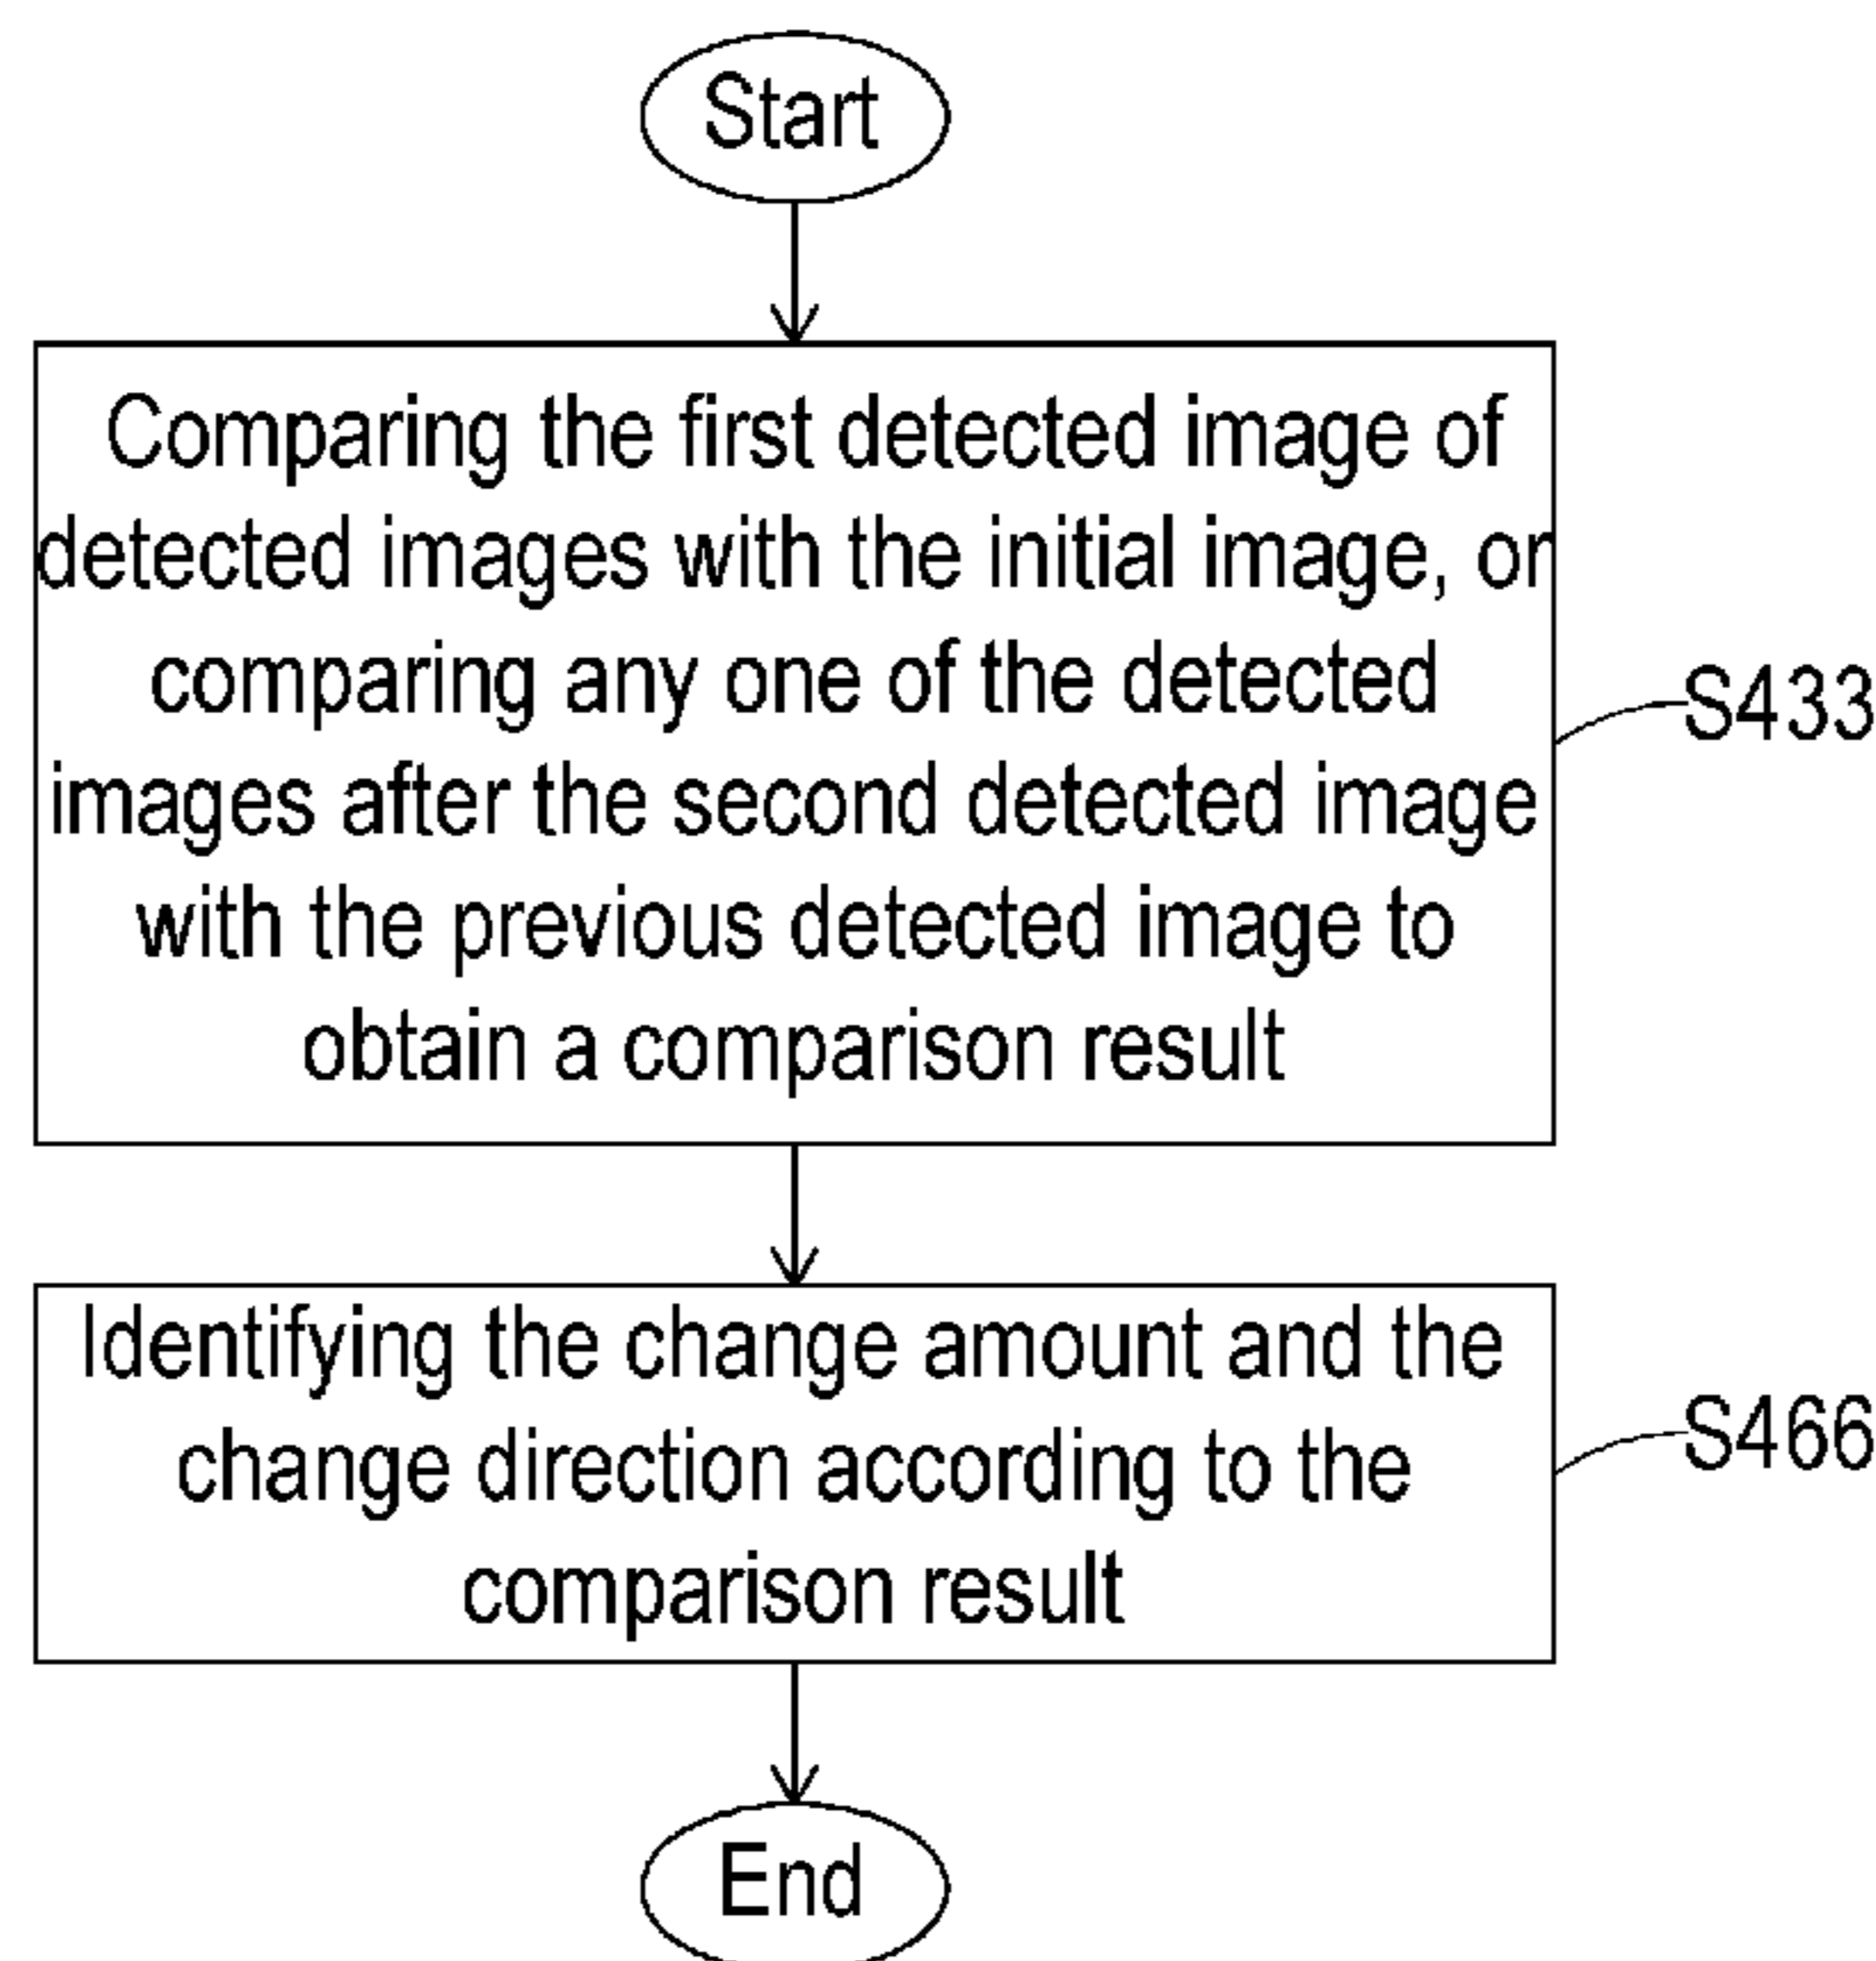 Start
Comparing the first detected image of
detected images with the initial image, or
comparing any one of the detected
images after the second detected image
with the previous detected image to
obtain a comparison result
S433
Identifying the change amount and the
change direction according to the
comparison result
S466
End